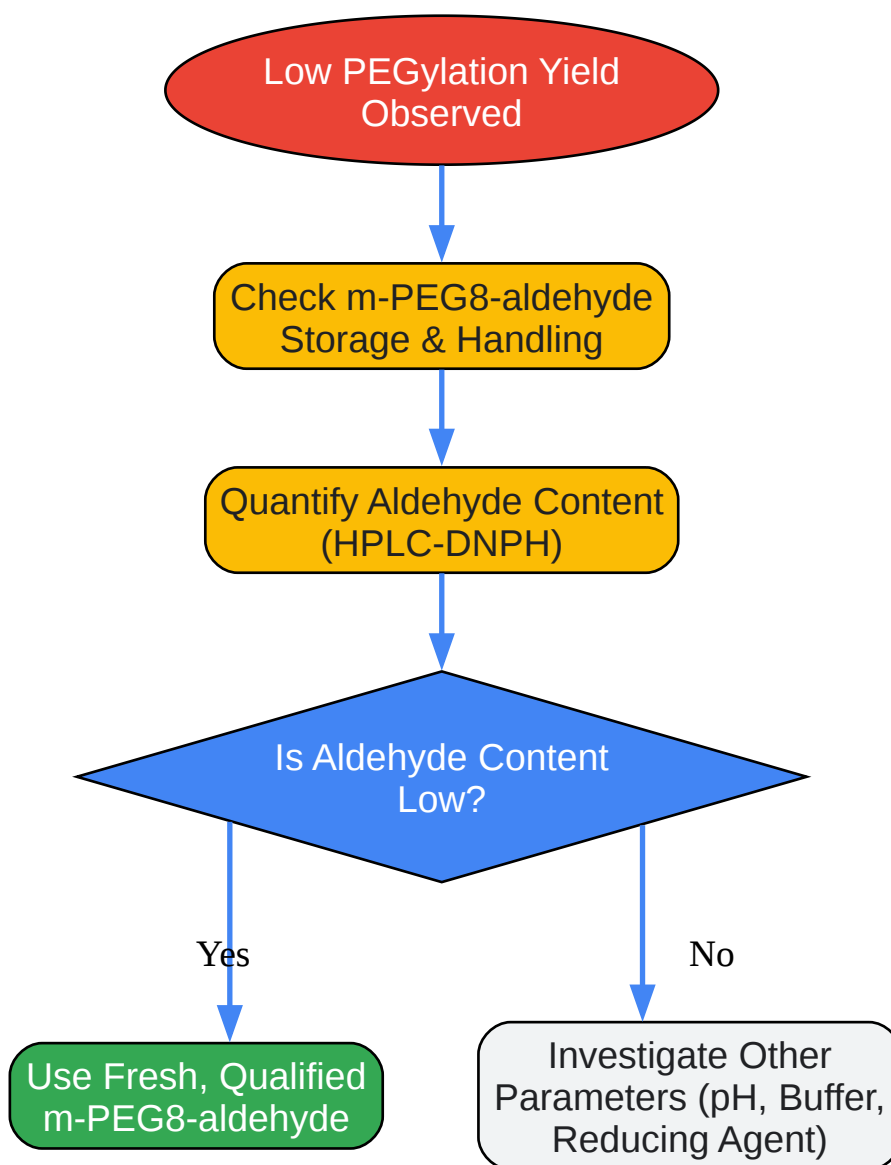 Low PEGylation Yield
Observed
Check m-PEG8-aldehyde
Storage & Handling
Quantify Aldehyde Content
(HPLC-DNPH)
Is Aldehyde Content
Low?
Yes
No
Use Fresh, Qualified
m-PEG8-aldehyde
Investigate Other
Parameters (pH, Buffer,
Reducing Agent)